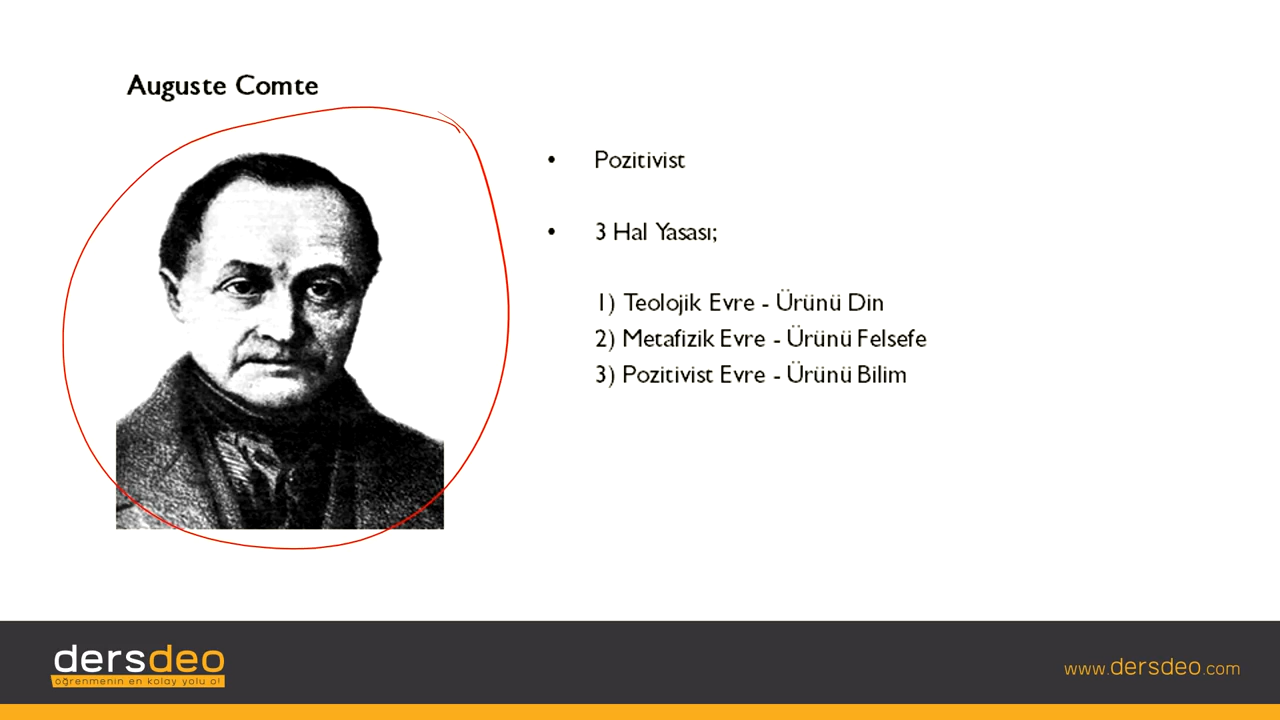 Auguste Comte
• Pozitivist
• 3 Hal Yasası;
1) Teolojik Evre - Ürünü Din
2) Metafizik Evre - Ürünü Felsefe
3) Pozitivist Evre - Ürünü Bilim
dersdeo
öğrenmenin en kolay yolu o!
www.dersdeo.com